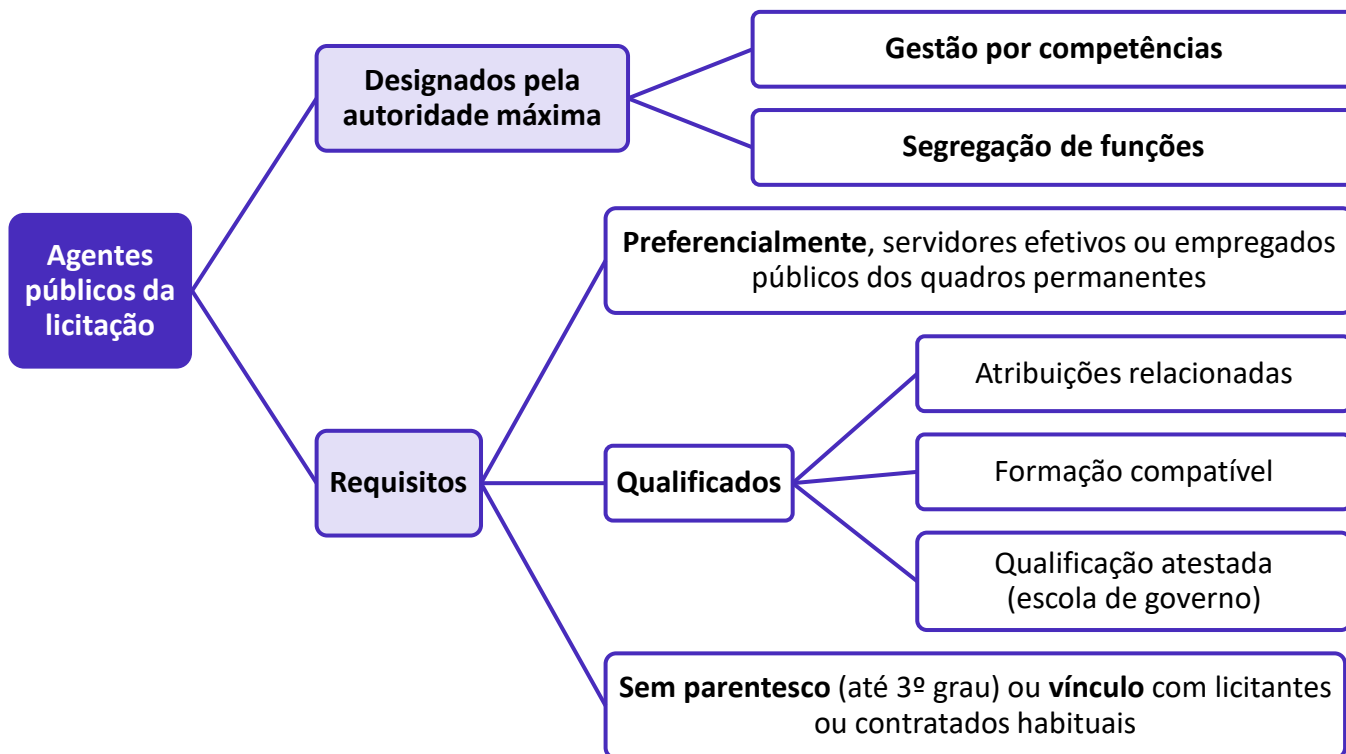 Agentes
públicos da
licitação
Designados pela
autoridade máxima
Gestão por competências
Segregação de funções
Requisitos
Preferencialmente, servidores efetivos ou empregados
públicos dos quadros permanentes
Qualificados
Atribuições relacionadas
Formação compatível
Qualificação atestada
(escola de governo)
Sem parentesco (até 3º grau) ou vínculo com licitantes
ou contratados habituais